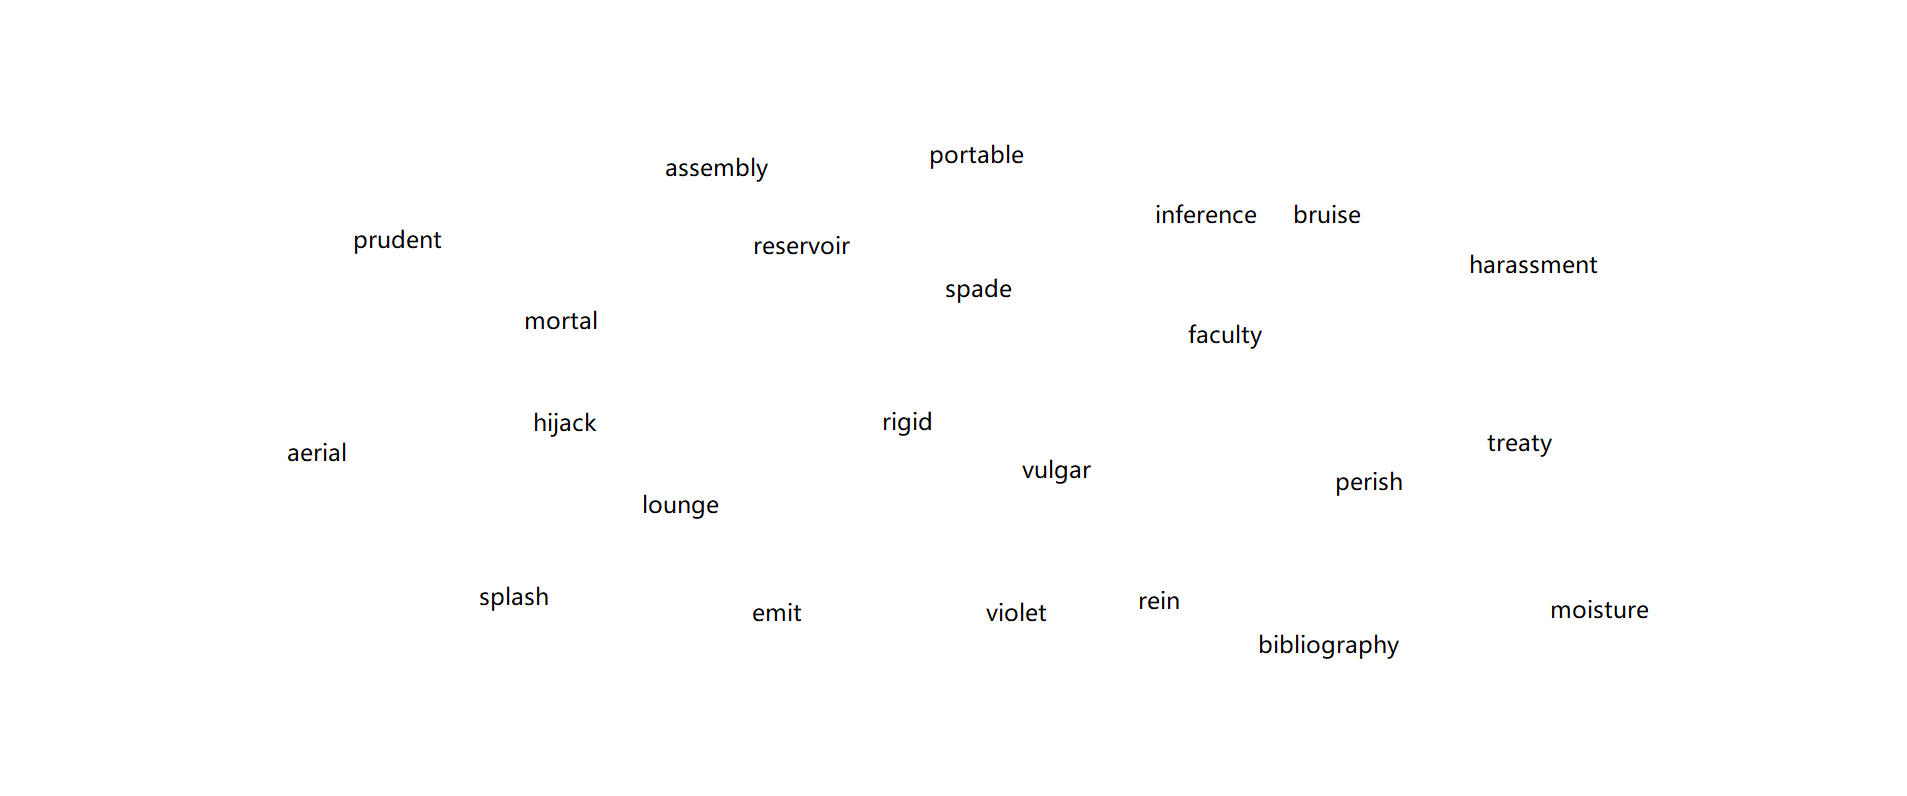 portable
assembly
inference bruise
prudent
reservoir
harassment
spade
mortal
faculty
hijack
rigid
treaty
aerial
vulgar
perish
lounge
splash
rein
moisture
emit
violet
bibliography